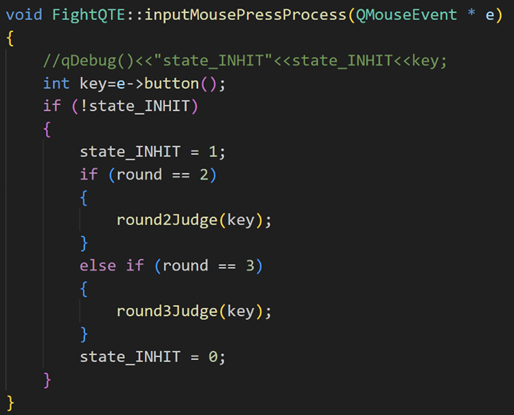 void FightQTE::inputMousePressProcess(QMouseEvent * e)
{
    //qDebug()<<"state_INHIT"<<state_INHIT<<key;
    int key=e->button();
    if (!state_INHIT)
    {
        state_INHIT = 1;
        if (round == 2)
        {
            round2Judge(key);
        }
        else if (round == 3)
        {
            round3Judge(key);
        }
        state_INHIT = 0;
    }
}